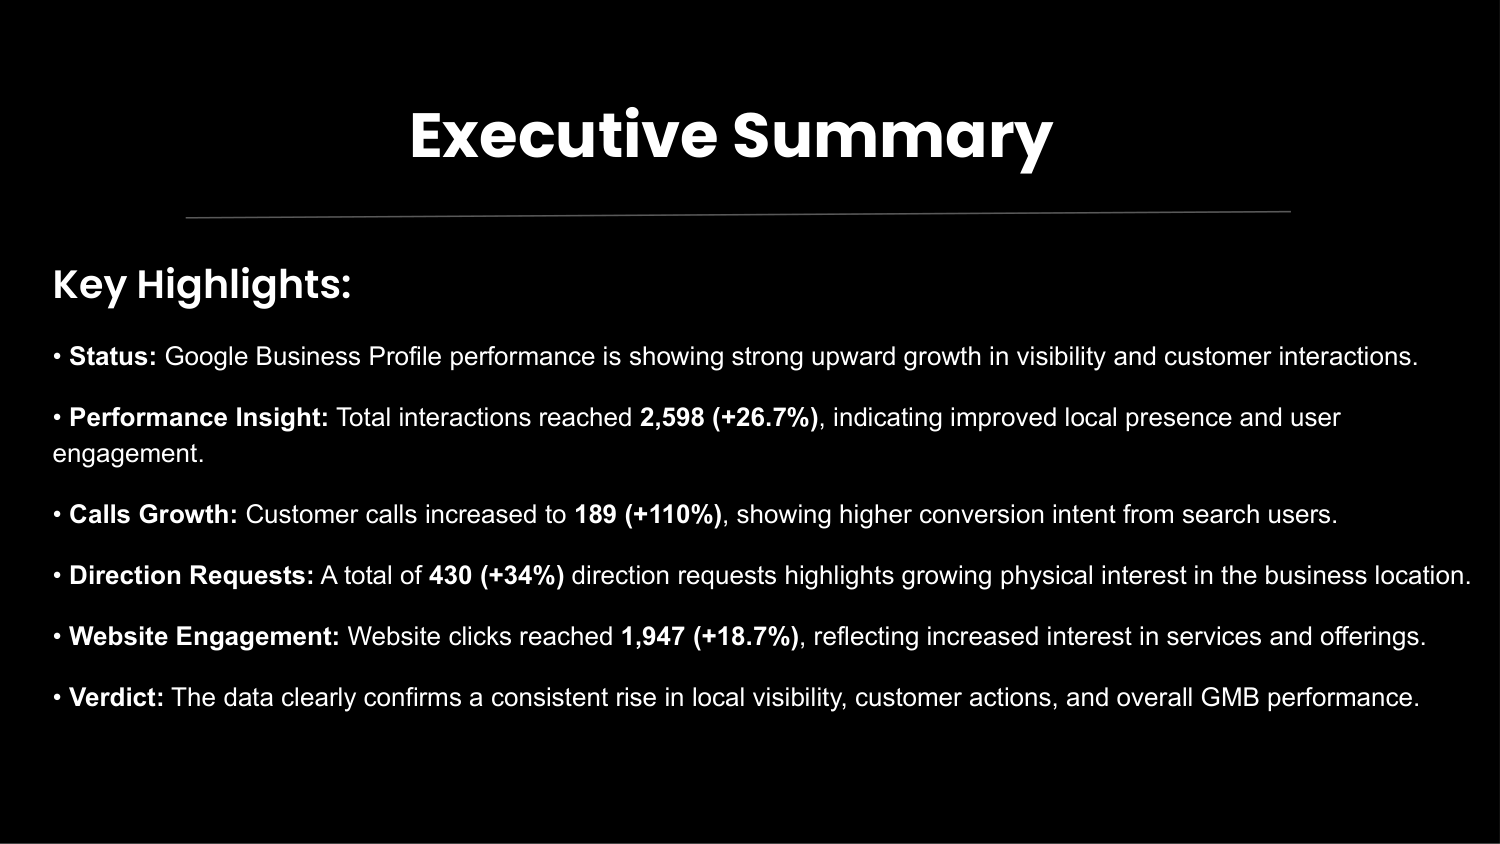 Executive Summary
Key Highlights:
• Status: Google Business Profile performance is showing strong upward growth in visibility and customer interactions.
• Performance Insight: Total interactions reached 2,598 (+26.7%), indicating improved local presence and user
engagement.
• Calls Growth: Customer calls increased to 189 (+110%), showing higher conversion intent from search users.
• Direction Requests: A total of 430 (+34%) direction requests highlights growing physical interest in the business location.
• Website Engagement: Website clicks reached 1,947 (+18.7%), reflecting increased interest in services and offerings.
• Verdict: The data clearly confirms a consistent rise in local visibility, customer actions, and overall GMB performance.